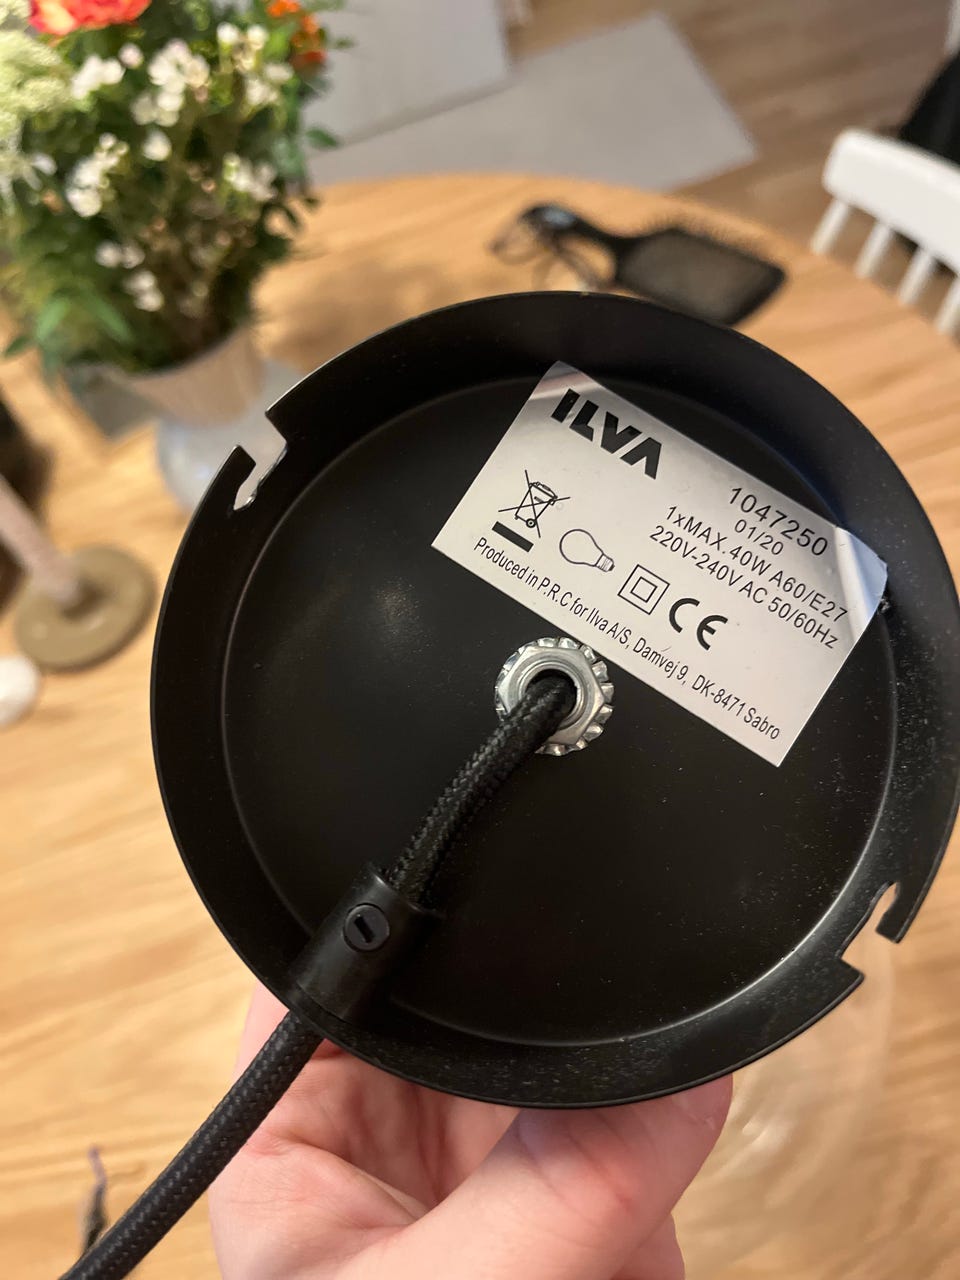 ILVA
1047250
01/20
1xMAX. 40W A60/E27
220V-240V AC 50/60Hz
CE
Produced in P.R.C for Ilva A/S, Damvej 9, DK-8471 Sabro